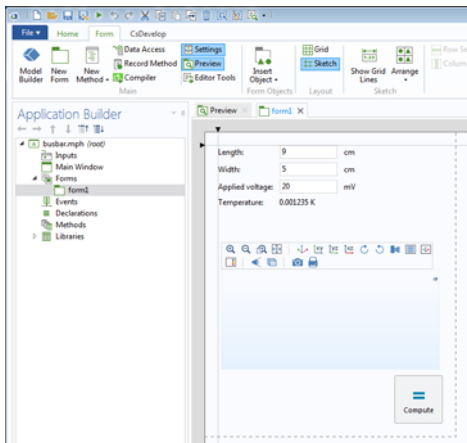 File
Home
Form
CsDevelop
Model Builder
New Form
New Method
Data Access
Record Method
Compiler
Settings
Preview
Editor Tools
Main
Insert Object
Form Objects
Grid
Sketch
Layout
Show Grid Lines
Arrange
Sketch
Row Se
Column
Application Builder
Preview
form1
busbar.mph (root)
Inputs
Main Window
Forms
form1
Events
Declarations
Methods
Libraries
Length: 9 cm
Width: 5 cm
Applied voltage: 20 mV
Temperature: 0.001235 K
Compute